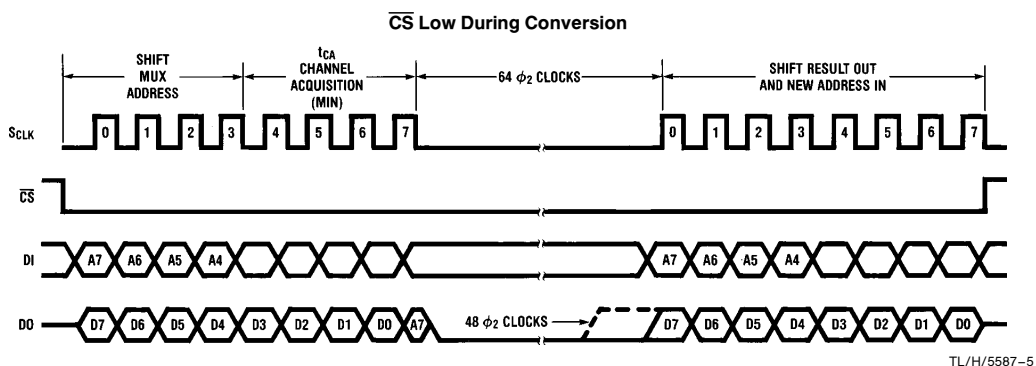 CS Low During Conversion
SHIFT
MUX
ADDRESS
tCA
CHANNEL
ACQUISITION
(MIN)
64 ϕ2 CLOCKS
SHIFT RESULT OUT
AND NEW ADDRESS IN
SCLK 0 1 2 3 4 5 6 7 0 1 2 3 4 5 6 7
CS
DI A7 A6 A5 A4 A7 A6 A5 A4
DO D7 D6 D5 D4 D3 D2 D1 D0 A7 48 ϕ2 CLOCKS D7 D6 D5 D4 D3 D2 D1 D0
TL/H/5587–5